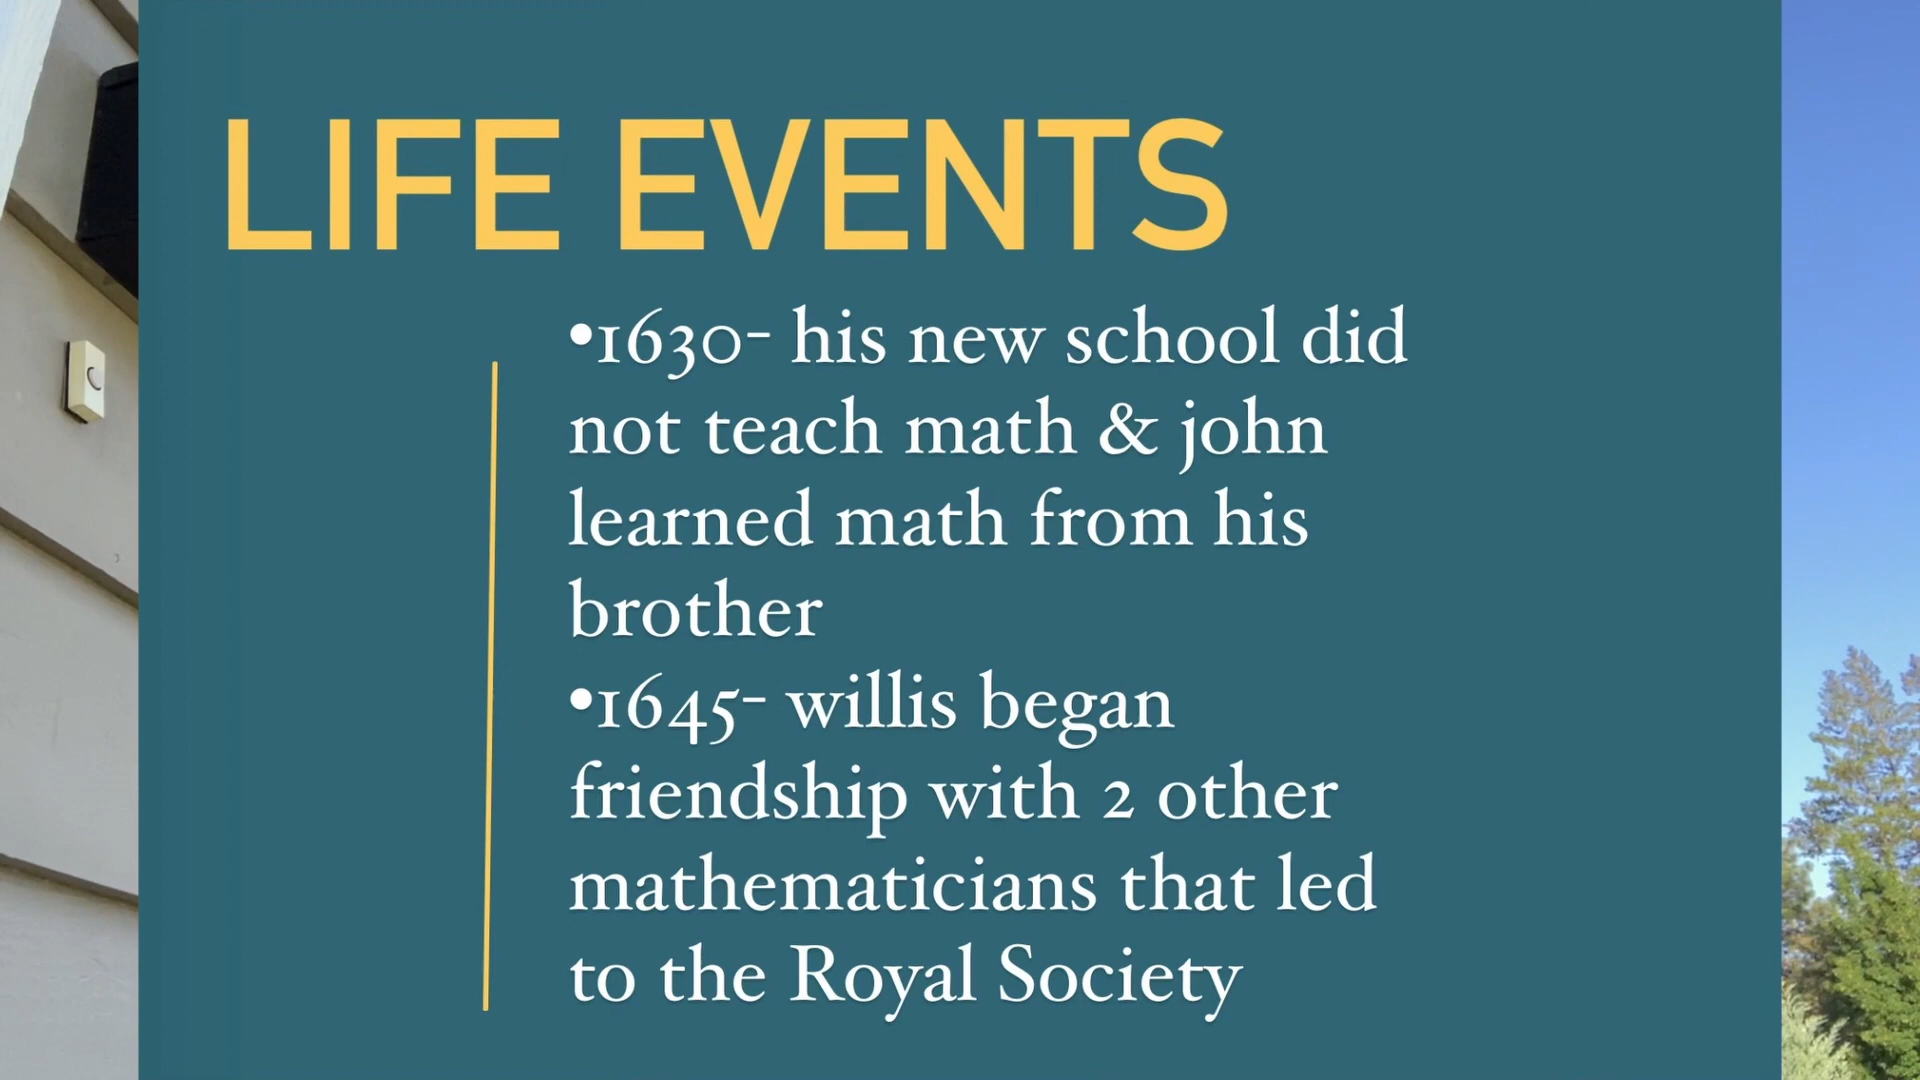 LIFE EVENTS
•1630- his new school did
not teach math & john
learned math from his
brother
•1645- willis began
friendship with 2 other
mathematicians that led
to the Royal Society